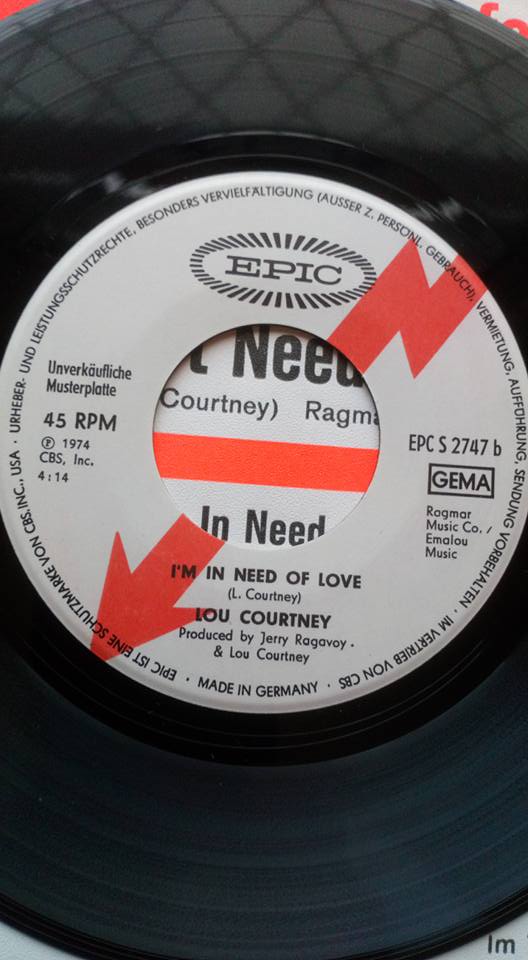 · URHEBER- UND LEISTUNGSSCHUTZRECHTE, BESONDERS VERVIELFÄLTIGUNG (AUSSER Z. PERSÖNL. GEBRAUCH), VERMIETUNG, AUFFÜHRUNG, SENDUNG VORBEHALTEN · IM VERTRIEB VON CBS · MADE IN GERMANY · EPIC IST EINE SCHUTZMARKE VON CBS, INC., USA
EPIC
t Need
Courtney) Ragma
In Need
Unverkäufliche
Musterplatte
45 RPM
℗ 1974
CBS, Inc.
4:14
EPC S 2747 b
GEMA
Ragmar
Music Co. /
Emalou
Music
I'M IN NEED OF LOVE
(L. Courtney)
LOU COURTNEY
Produced by Jerry Ragavoy.
& Lou Courtney
Im